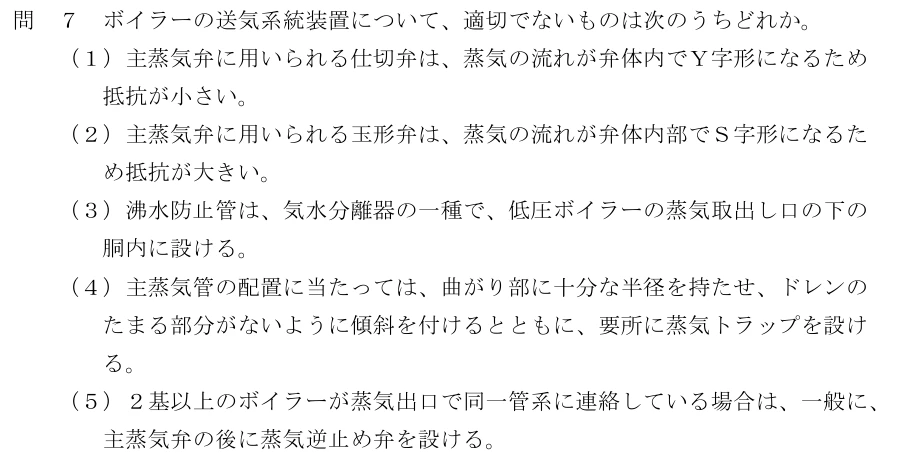 問　７　ボイラーの送気系統装置について、適切でないものは次のうちどれか。
（１）主蒸気弁に用いられる仕切弁は、蒸気の流れが弁体内でＹ字形になるため
抵抗が小さい。
（２）主蒸気弁に用いられる玉形弁は、蒸気の流れが弁体内部でＳ字形になるた
め抵抗が大きい。
（３）沸水防止管は、気水分離器の一種で、低圧ボイラーの蒸気取出し口の下の
胴内に設ける。
（４）主蒸気管の配置に当たっては、曲がり部に十分な半径を持たせ、ドレンの
たまる部分がないように傾斜を付けるとともに、要所に蒸気トラップを設け
る。
（５）２基以上のボイラーが蒸気出口で同一管系に連絡している場合は、一般に、
主蒸気弁の後に蒸気逆止め弁を設ける。